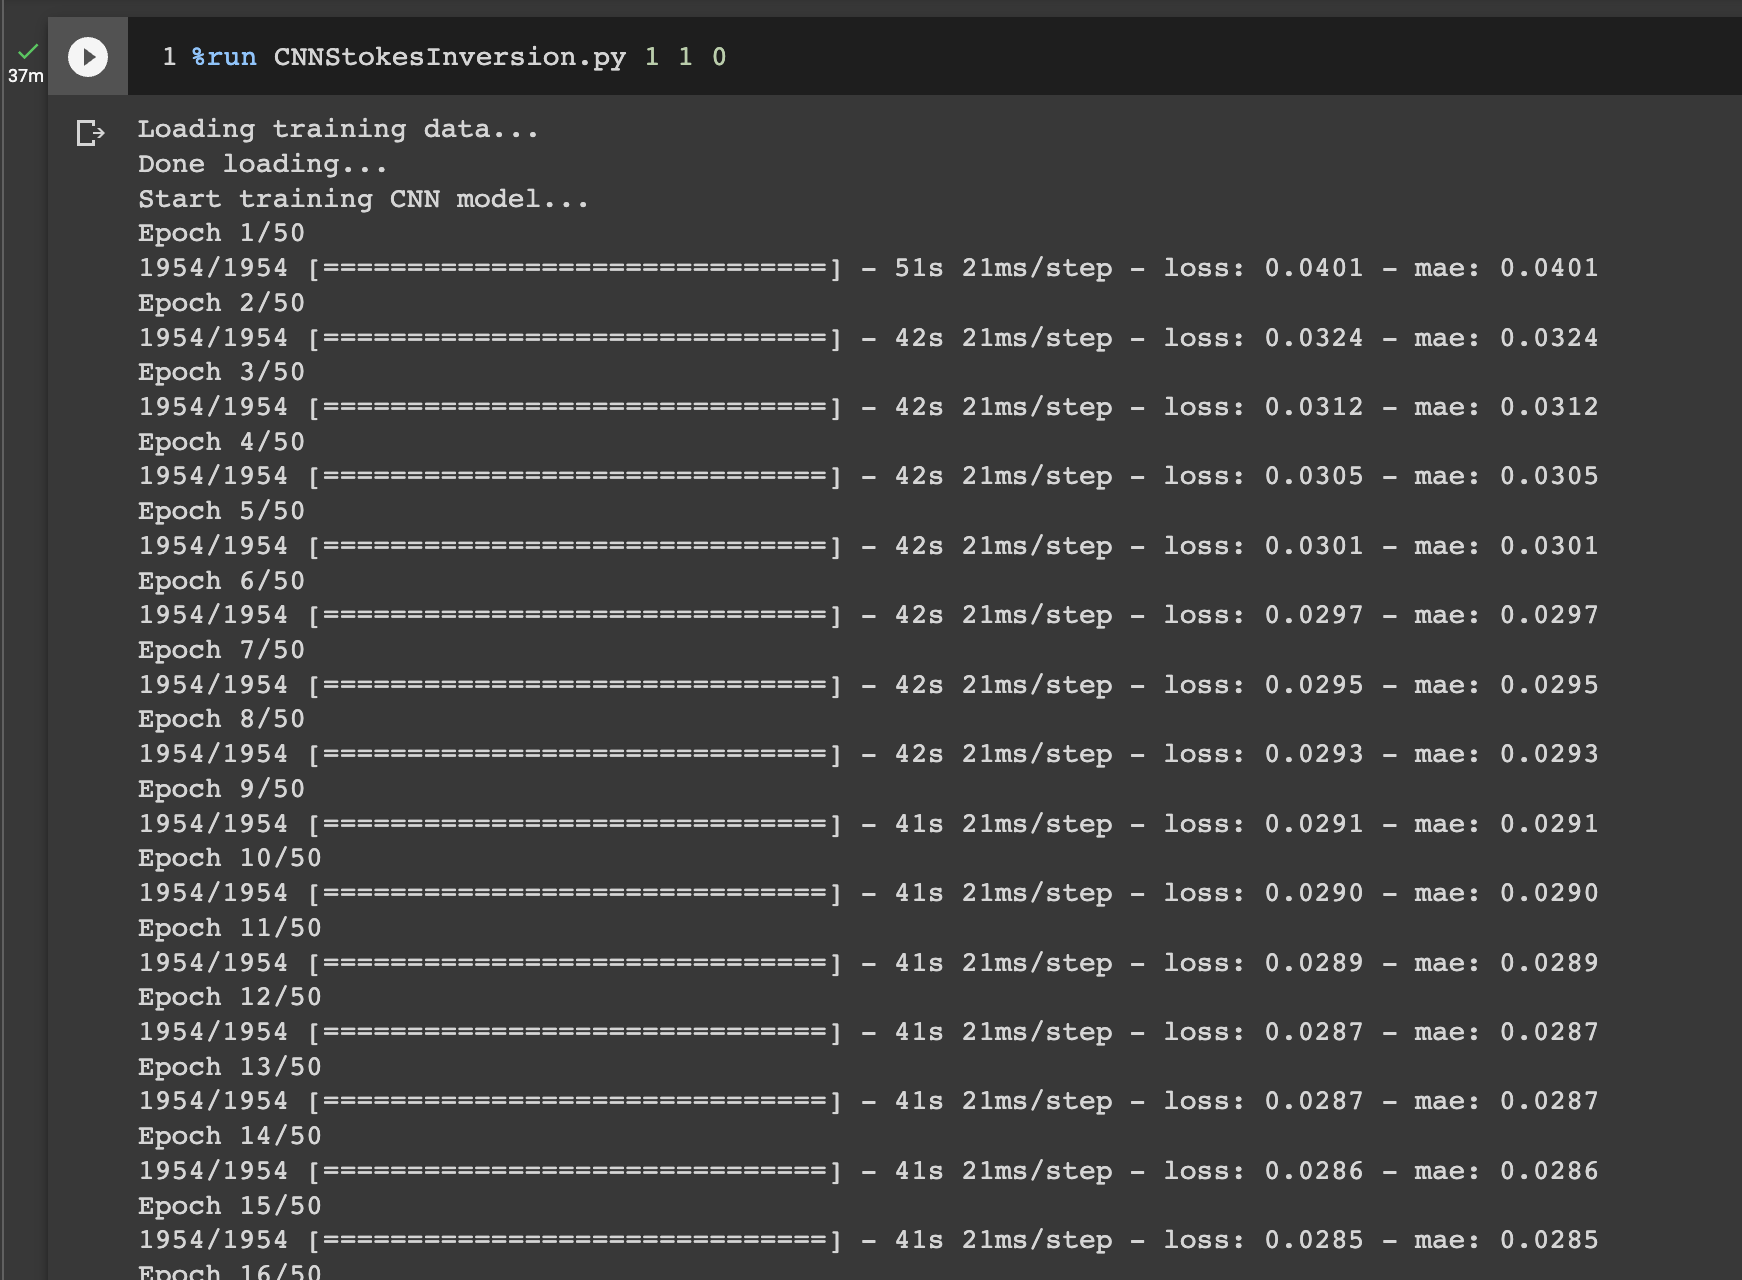 37m
1 %run CNNStokesInversion.py 1 1 0
Loading training data...
Done loading...
Start training CNN model...
Epoch 1/50
1954/1954 [==============================] - 51s 21ms/step - loss: 0.0401 - mae: 0.0401
Epoch 2/50
1954/1954 [==============================] - 42s 21ms/step - loss: 0.0324 - mae: 0.0324
Epoch 3/50
1954/1954 [==============================] - 42s 21ms/step - loss: 0.0312 - mae: 0.0312
Epoch 4/50
1954/1954 [==============================] - 42s 21ms/step - loss: 0.0305 - mae: 0.0305
Epoch 5/50
1954/1954 [==============================] - 42s 21ms/step - loss: 0.0301 - mae: 0.0301
Epoch 6/50
1954/1954 [==============================] - 42s 21ms/step - loss: 0.0297 - mae: 0.0297
Epoch 7/50
1954/1954 [==============================] - 42s 21ms/step - loss: 0.0295 - mae: 0.0295
Epoch 8/50
1954/1954 [==============================] - 42s 21ms/step - loss: 0.0293 - mae: 0.0293
Epoch 9/50
1954/1954 [==============================] - 41s 21ms/step - loss: 0.0291 - mae: 0.0291
Epoch 10/50
1954/1954 [==============================] - 41s 21ms/step - loss: 0.0290 - mae: 0.0290
Epoch 11/50
1954/1954 [==============================] - 41s 21ms/step - loss: 0.0289 - mae: 0.0289
Epoch 12/50
1954/1954 [==============================] - 41s 21ms/step - loss: 0.0287 - mae: 0.0287
Epoch 13/50
1954/1954 [==============================] - 41s 21ms/step - loss: 0.0287 - mae: 0.0287
Epoch 14/50
1954/1954 [==============================] - 41s 21ms/step - loss: 0.0286 - mae: 0.0286
Epoch 15/50
1954/1954 [==============================] - 41s 21ms/step - loss: 0.0285 - mae: 0.0285
Epoch 16/50